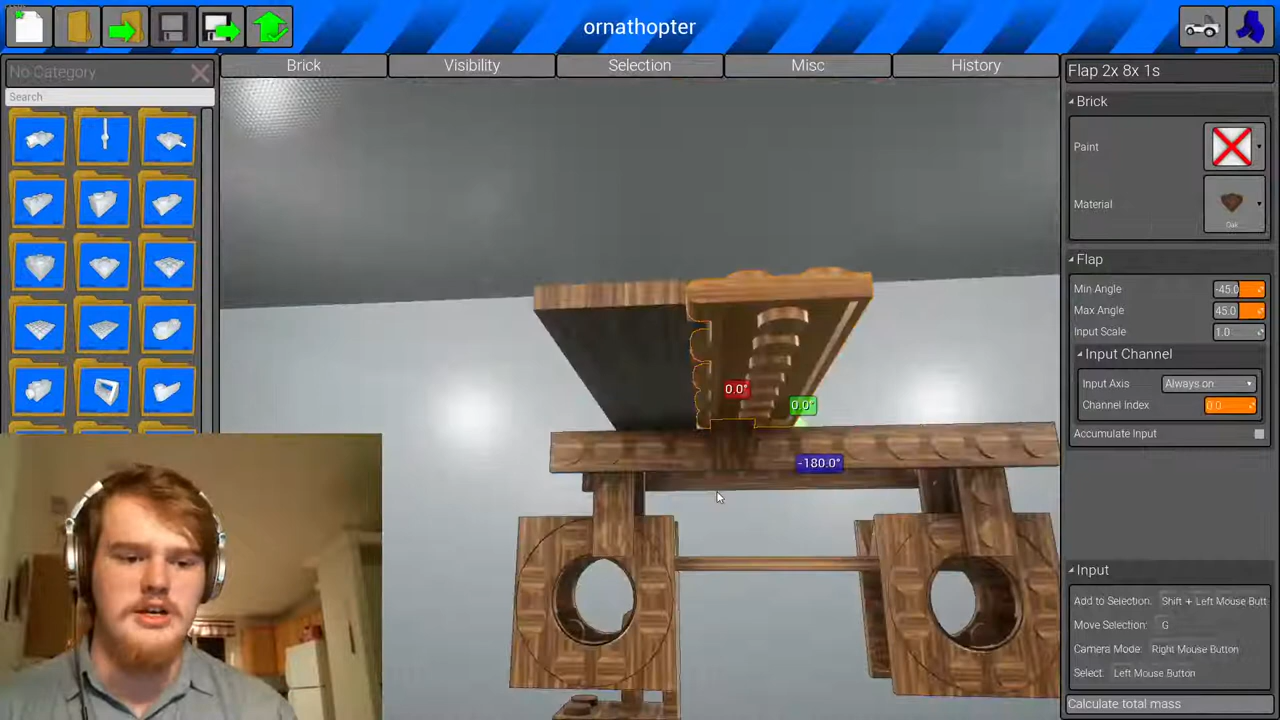 ornathopter
No Category
Search
Brick
Visibility
Selection
Misc
History
Flap 2x 8x 1s
Brick
Paint
Material
Oak
Flap
Min Angle
-45.0
Max Angle
45.0
Input Scale
1.0
Input Channel
Input Axis
Always on
Channel Index
0.0
Accumulate Input
0.0°
0.0°
-180.0°
Input
Add to Selection: Shift + Left Mouse Butt
Move Selection: G
Camera Mode: Right Mouse Button
Select: Left Mouse Button
Calculate total mass